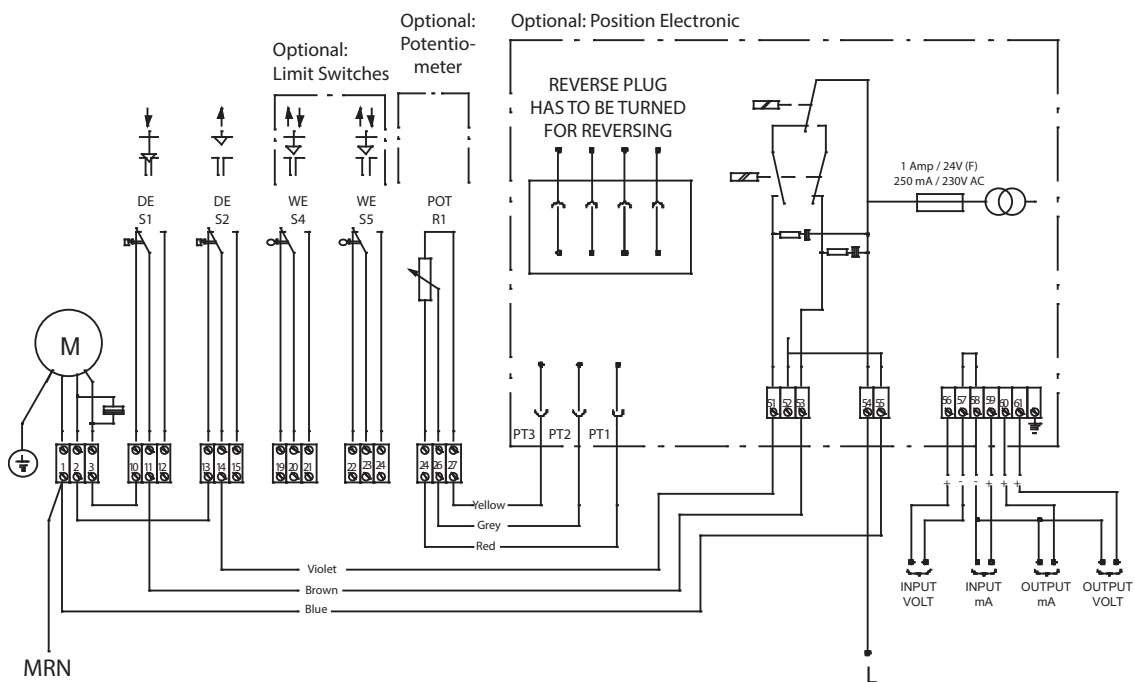 Optional:
Potentio-
meter
Optional: Position Electronic
Optional:
Limit Switches
REVERSE PLUG
HAS TO BE TURNED
FOR REVERSING
1 Amp / 24V (F)
250 mA / 230V AC
DE
S1
DE
S2
WE
S4
WE
S5
POT
R1
M
PT3 PT2 PT1
51 52 53
54 55
56 57 58 59 60 61
1 2 3
10 11 12
13 14 15
19 20 21
22 23 24
24 26 27
+ - - + + +
Yellow
Grey
Red
Violet
Brown
Blue
INPUT
VOLT
INPUT
mA
OUTPUT
mA
OUTPUT
VOLT
MRN
L